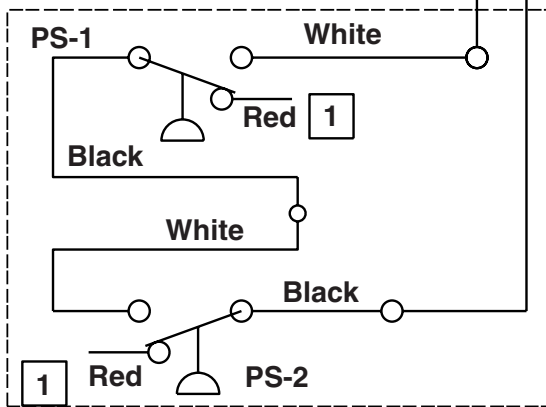 PS-1
White
Red 1
Black
White
Black
1 Red
PS-2